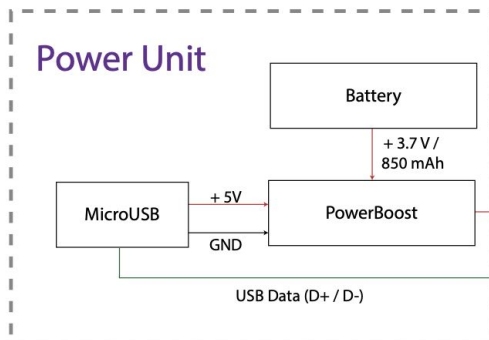 Power Unit
Battery
+ 3.7 V /
850 mAh
MicroUSB
+ 5V
PowerBoost
GND
USB Data (D+ / D-)